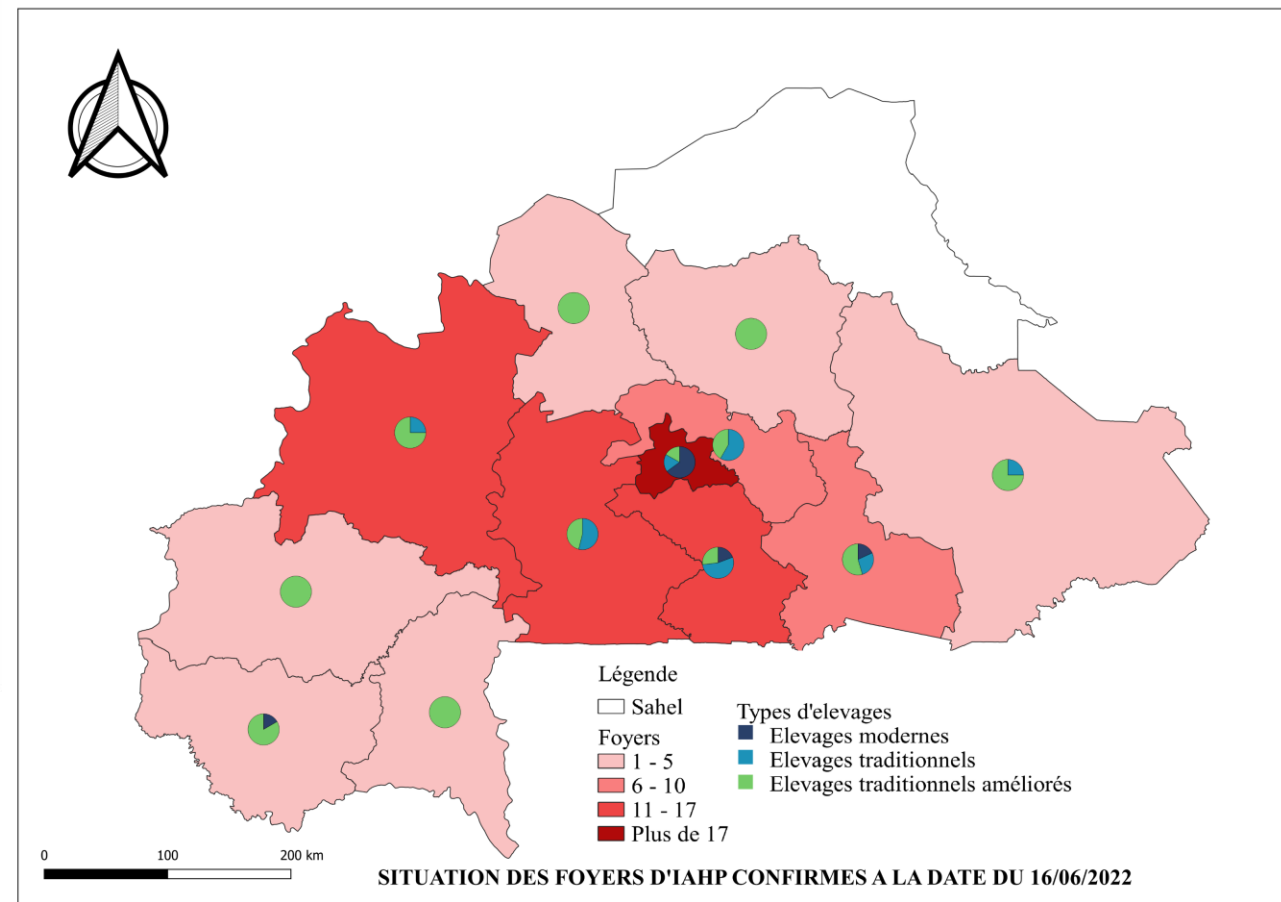 Légende
Sahel
Foyers
1 - 5
6 - 10
11 - 17
Plus de 17
Types d'elevages
Elevages modernes
Elevages traditionnels
Elevages traditionnels améliorés
0 100 200 km
SITUATION DES FOYERS D'IAHP CONFIRMES A LA DATE DU 16/06/2022